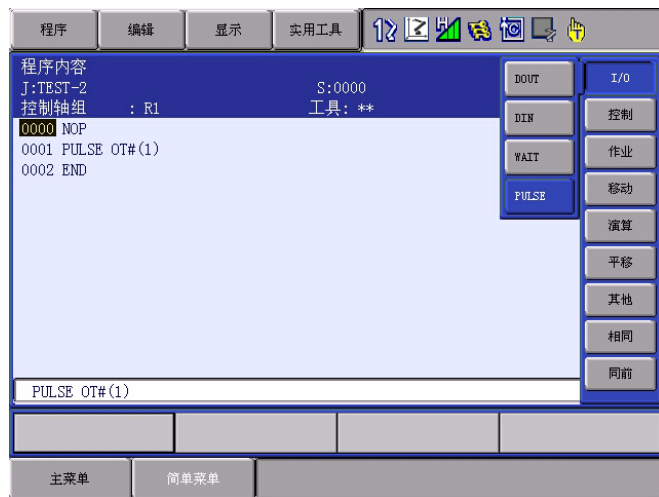 程序 编辑 显示 实用工具
程序内容
J:TEST-2 S:0000
控制轴组 : R1 工具: **
0000 NOP
0001 PULSE OT#(1)
0002 END
DOUT
DIN
WAIT
PULSE
I/O
控制
作业
移动
演算
平移
其他
相同
同前
PULSE OT#(1)
主菜单 简单菜单